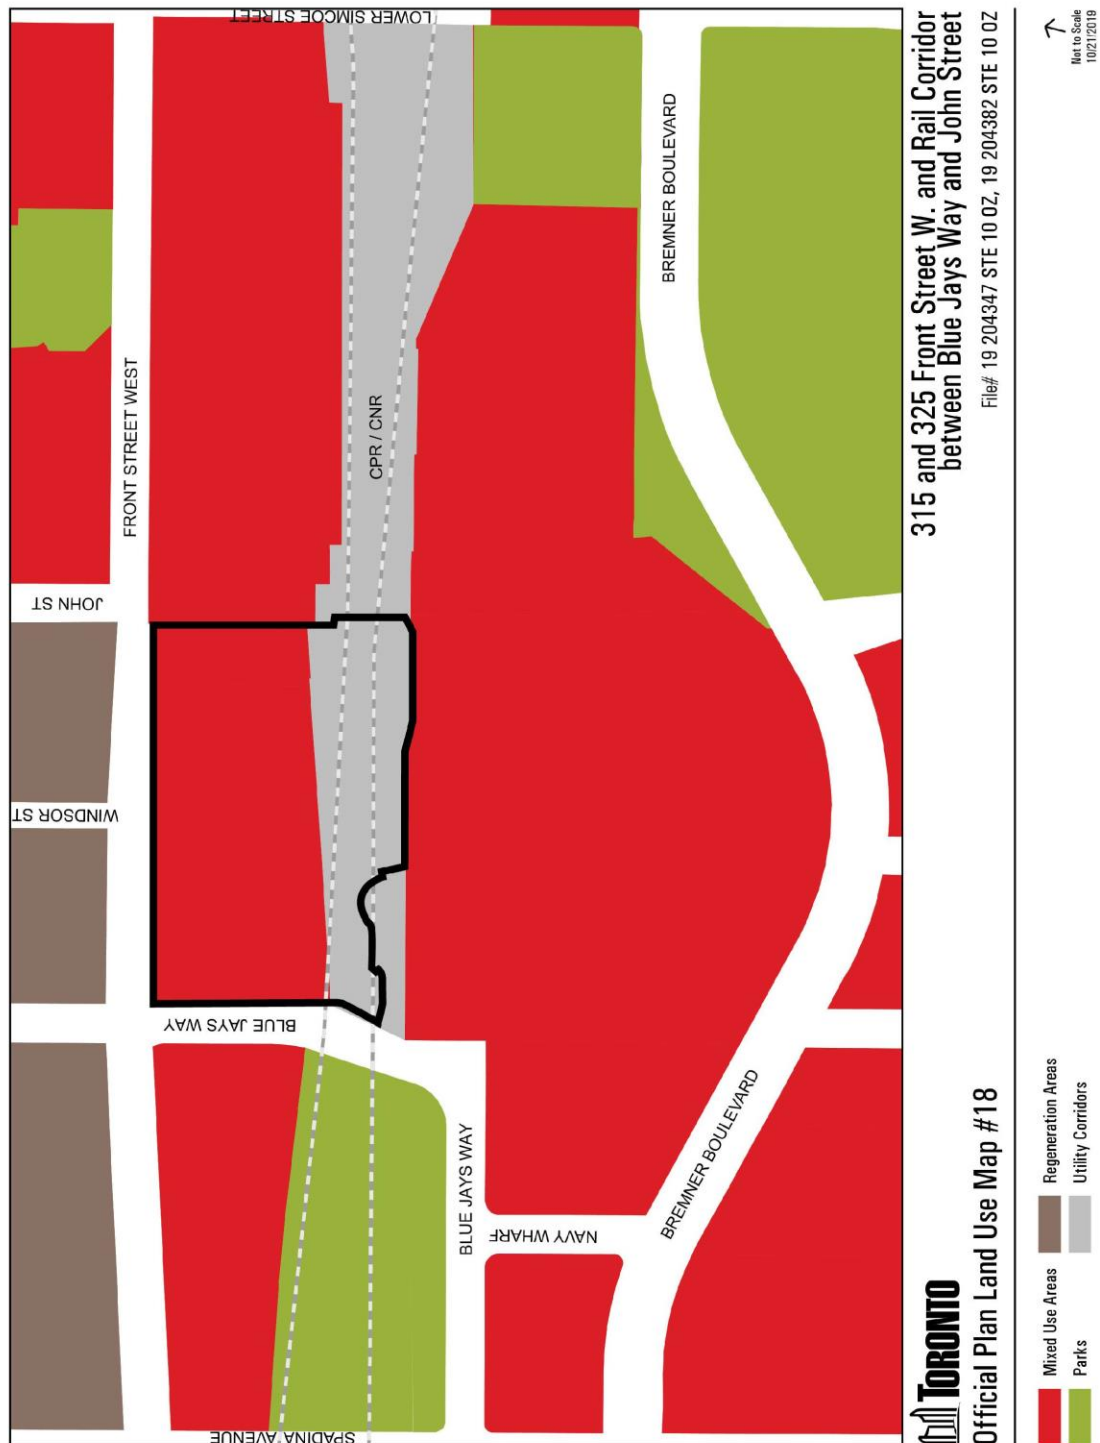 LOWER SIMCOE STREET
FRONT STREET WEST
BREMNER BOULEVARD
CPR / CNR
JOHN ST
WINDSOR ST
BLUE JAYS WAY
BLUE JAYS WAY
NAVY WHARF
BREMNER BOULEVARD
SPADINA AVENUE
TORONTO
Official Plan Land Use Map #18
315 and 325 Front Street W. and Rail Corridor
between Blue Jays Way and John Street
File# 19 204347 STE 10 OZ, 19 204382 STE 10 OZ
Mixed Use Areas
Parks
Regeneration Areas
Utility Corridors
Not to Scale
10/21/2019